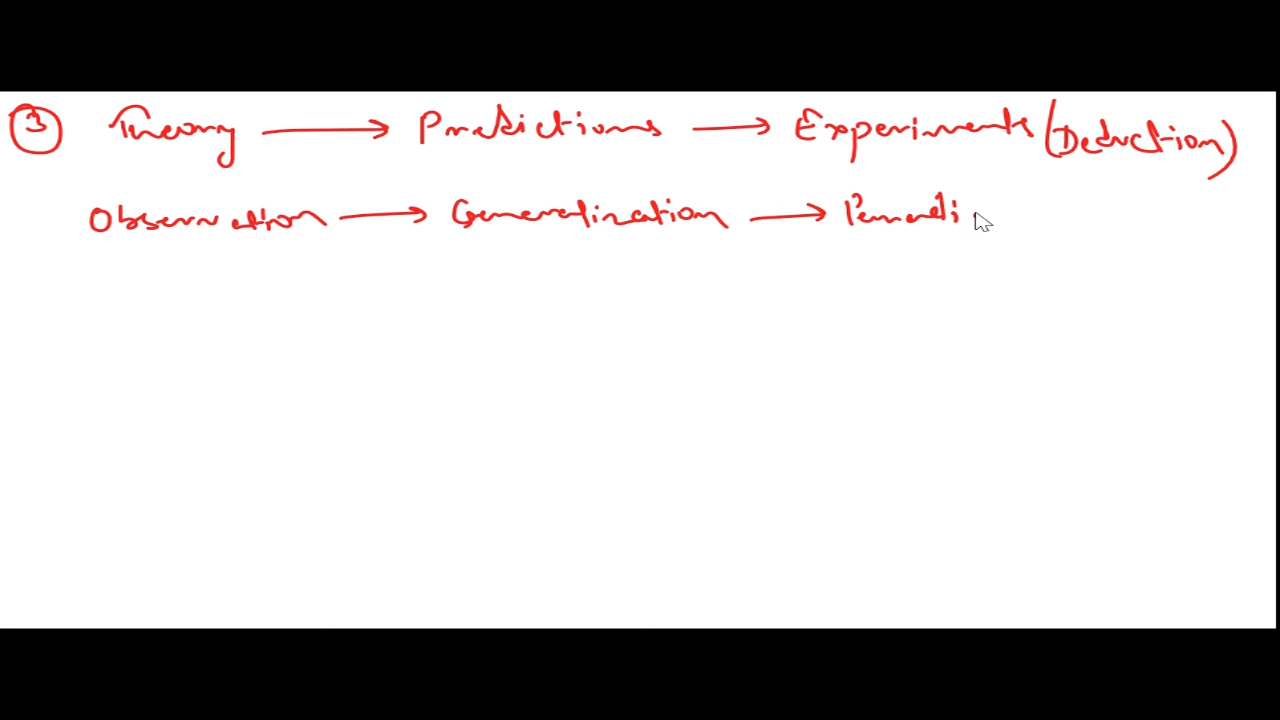 ③ Theory → Predictions → Experiments (Deduction)
Observation → Generalization →